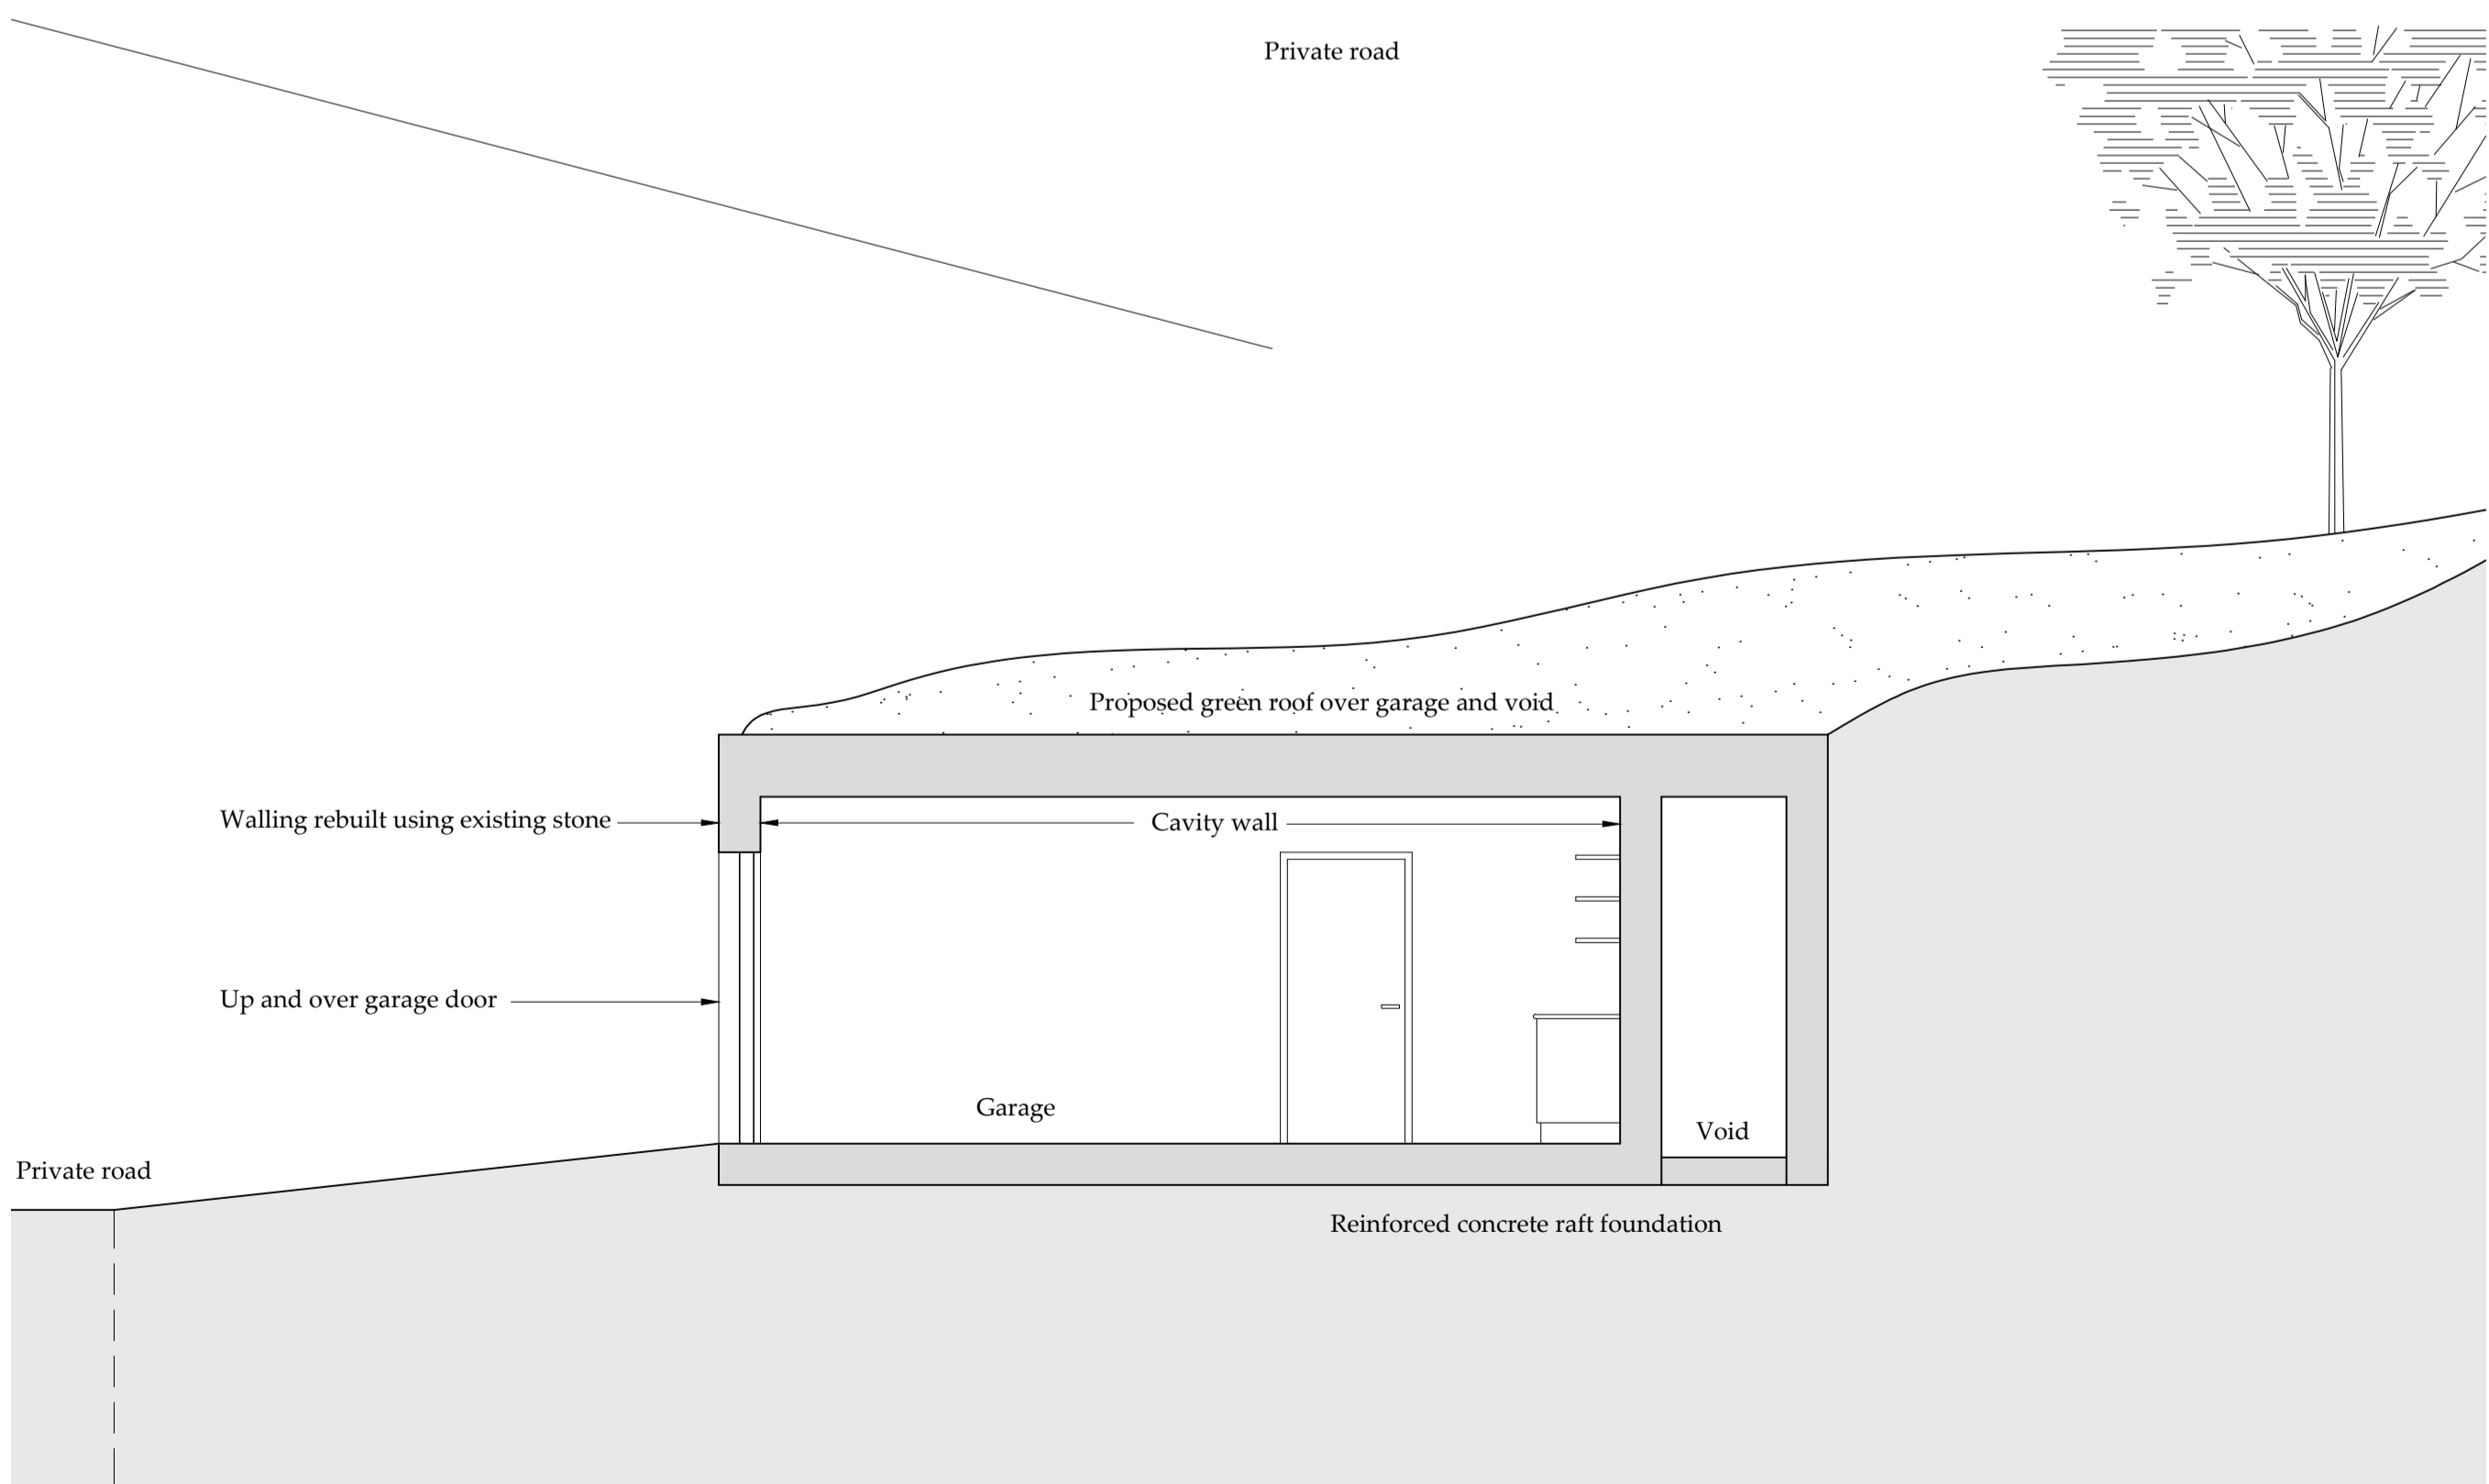 Private road
Proposed green roof over garage and void
Walling rebuilt using existing stone
Cavity wall
Up and over garage door
Garage
Void
Private road
Reinforced concrete raft foundation